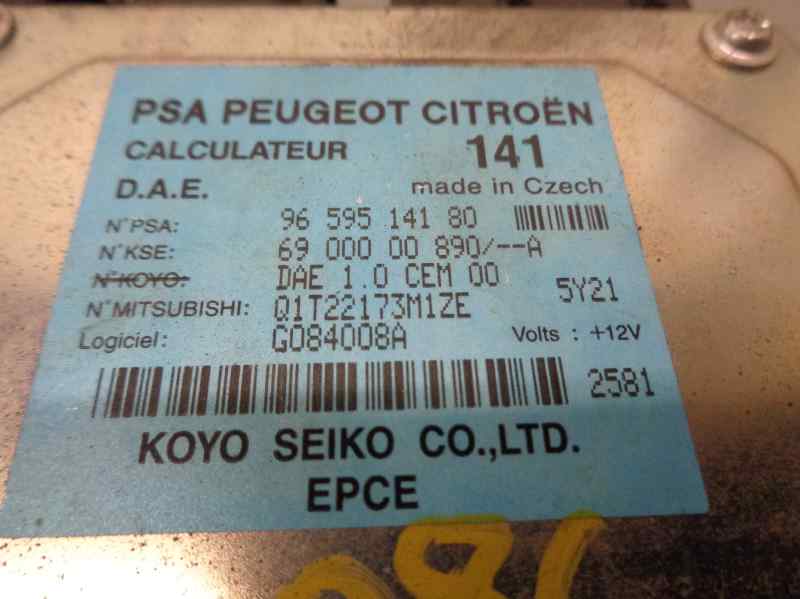 PSA PEUGEOT CITROËN
CALCULATEUR 141
D.A.E. made in Czech
N°PSA: 96 595 141 80
N°KSE: 69 000 00 890/--A
N°KOYO: DAE 1.0 CEM 00
N°MITSUBISHI: Q1T22173M1ZE 5Y21
Logiciel: G084008A Volts : +12V
2581
KOYO SEIKO CO.,LTD.
EPCE